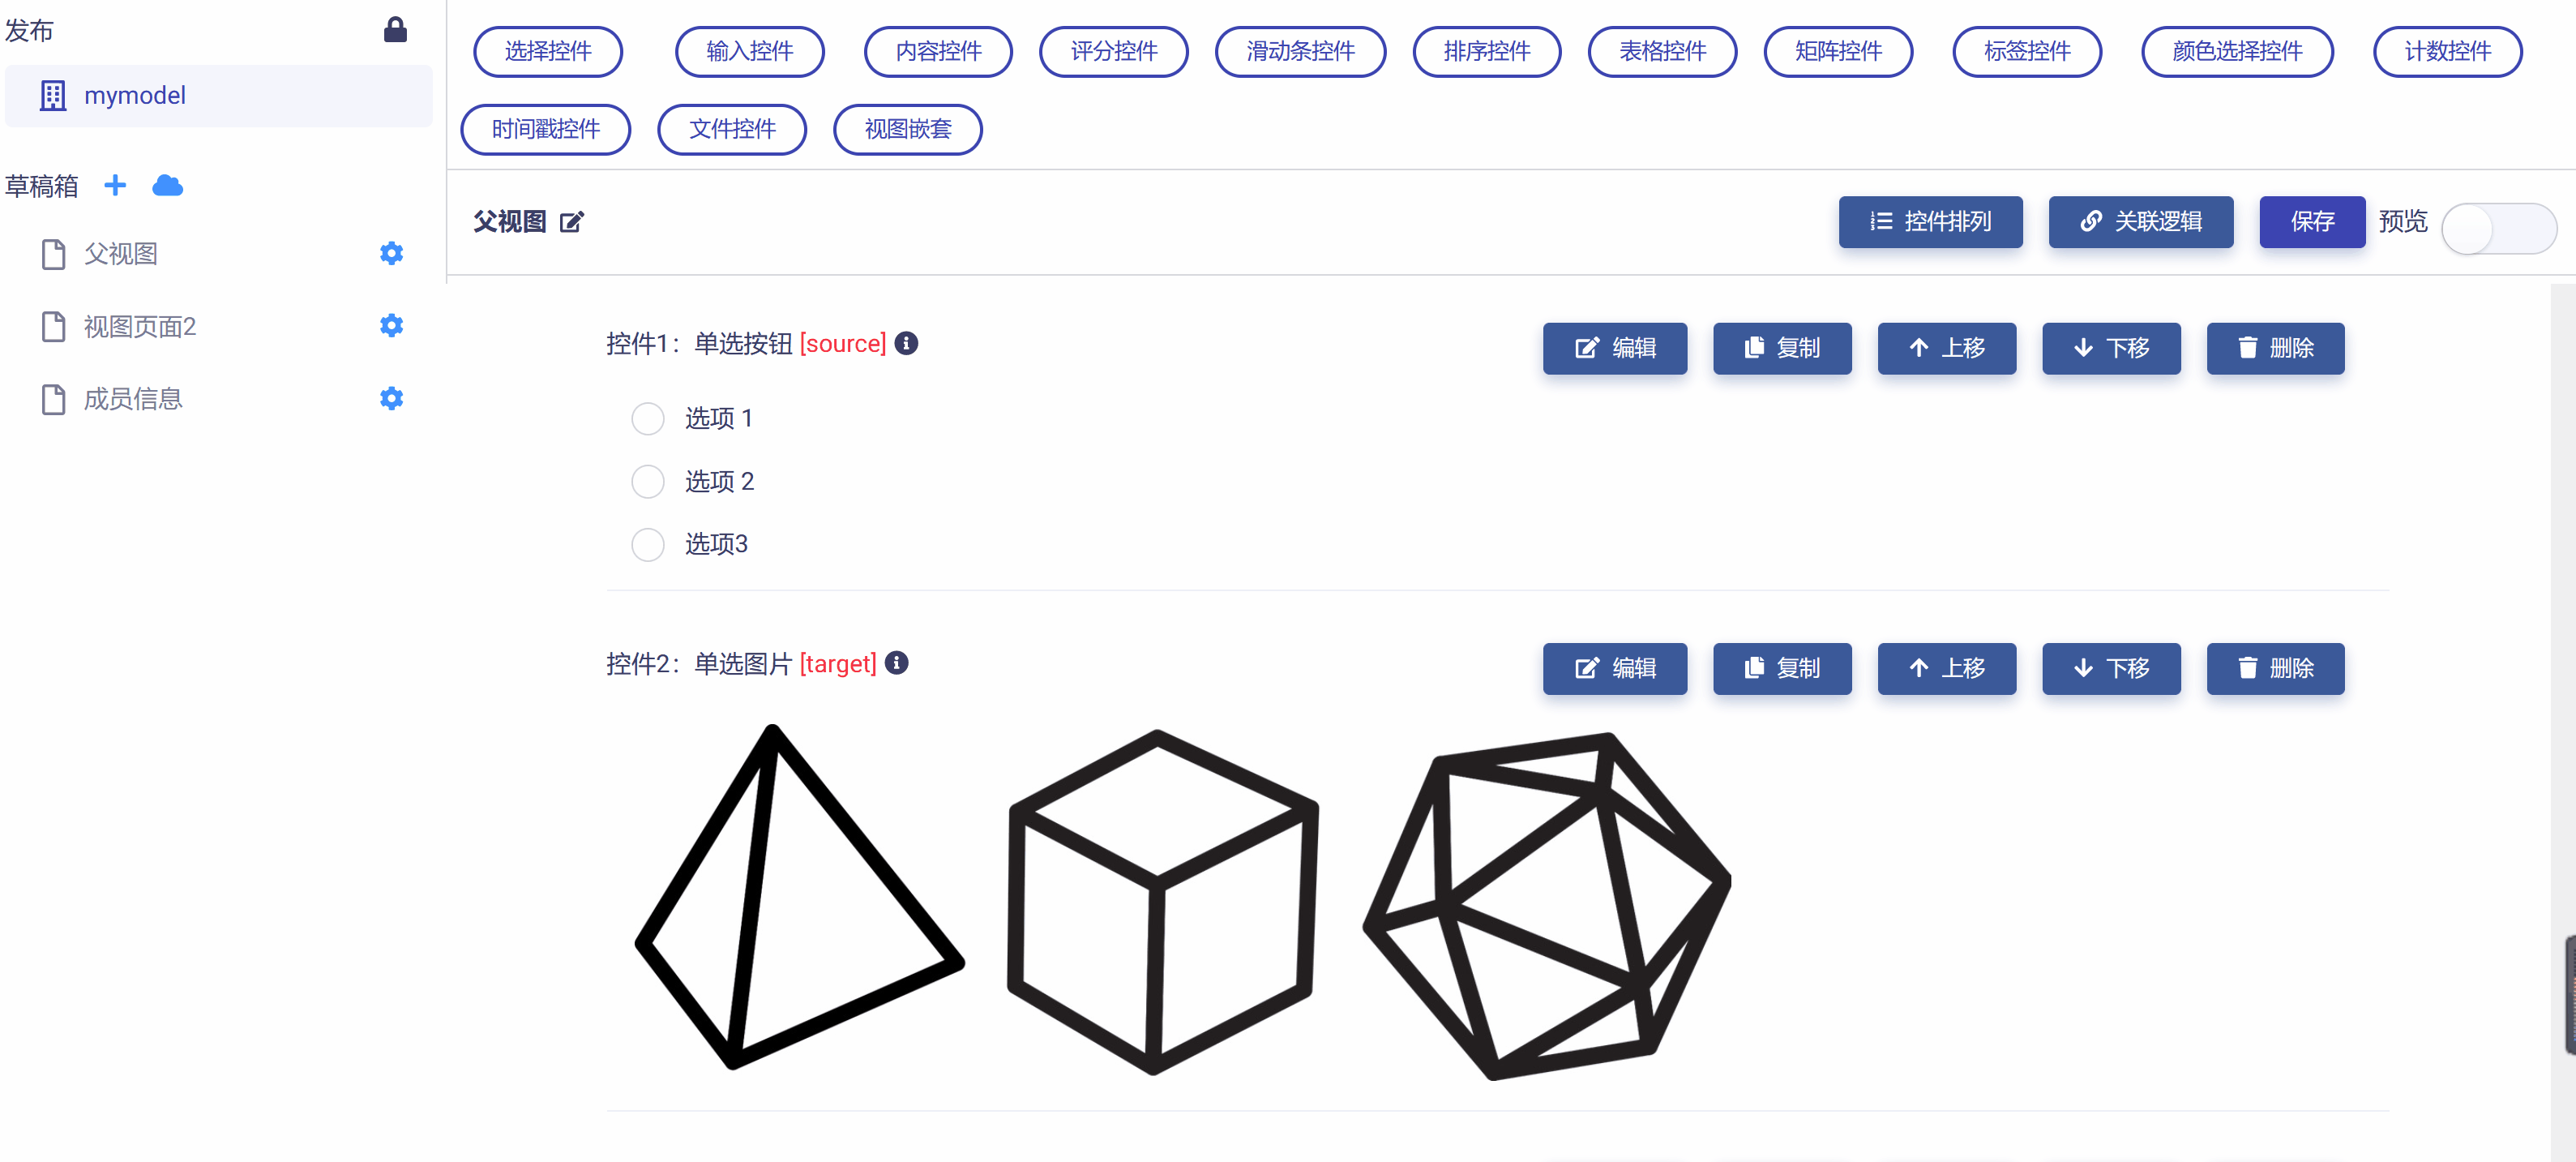 发布
mymodel
草稿箱
父视图
视图页面2
成员信息
选择控件 输入控件 内容控件 评分控件 滑动条控件 排序控件 表格控件 矩阵控件 标签控件 颜色选择控件 计数控件
时间戳控件 文件控件 视图嵌套
父视图 控件排列 关联逻辑 保存 预览
控件1：单选按钮 [source] 编辑 复制 上移 下移 删除
选项 1
选项 2
选项3
控件2：单选图片 [target] 编辑 复制 上移 下移 删除